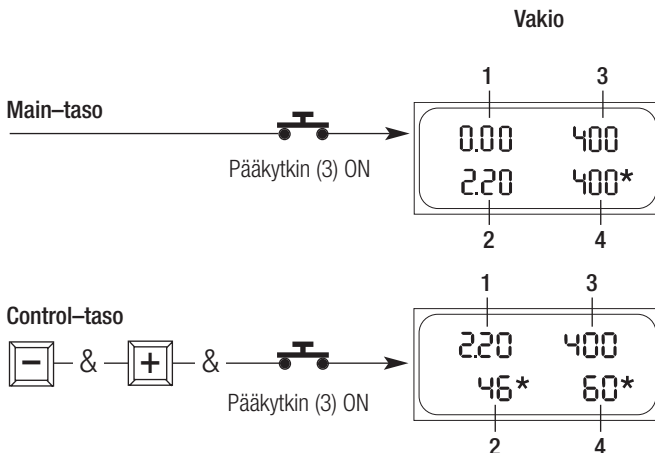 Vakio
1 3
Main–taso
0.00 400
Pääkytkin (3) ON
2.20 400*
2 4
1 3
Control–taso
2.20 400
− & + &
46* 60*
Pääkytkin (3) ON
2 4